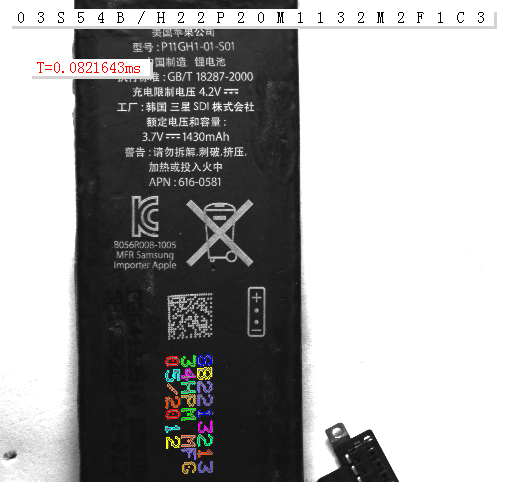 0 3 S 5 4 B / H 2 2 P 2 0 M 1 1 3 2 M 2 F 1 C 3
美国苹果公司
型号: P11GH1-01-S01
T=0.0821643ms
中国制造 锂电池
执行标准: GB/T 18287-2000
充电限制电压 4.2V⎓
工厂: 韩国 三星 SDI 株式会社
额定电压和容量:
3.7V⎓1430mAh
警告: 请勿拆解,刺破,挤压,
加热或投入火中
APN : 616-0581
B056R008-1005
MFR Samsung
Importer Apple
SB2213213
34HPM MFG
05/2012